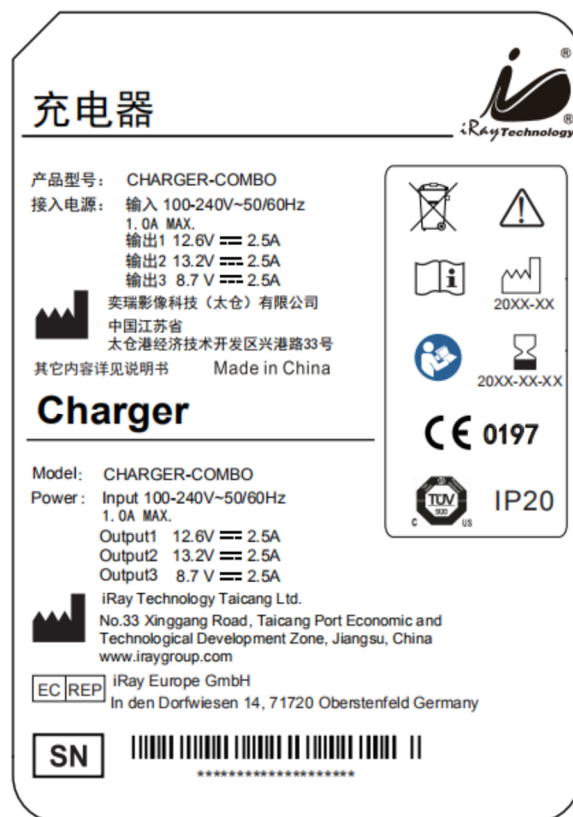 充电器
®
®
iRayTechnology
产品型号： CHARGER-COMBO
接入电源： 输入 100-240V~50/60Hz
1.0A MAX.
输出1 12.6V ⎓ 2.5A
输出2 13.2V ⎓ 2.5A
输出3 8.7 V ⎓ 2.5A
奕瑞影像科技（太仓）有限公司
中国江苏省
太仓港经济技术开发区兴港路33号
其它内容详见说明书 Made in China
i
20XX-XX
20XX-XX-XX
CE 0197
TÜV
SÜD
C US
IP20
Charger
Model: CHARGER-COMBO
Power: Input 100-240V~50/60Hz
1.0A MAX.
Output1 12.6V ⎓ 2.5A
Output2 13.2V ⎓ 2.5A
Output3 8.7 V ⎓ 2.5A
iRay Technology Taicang Ltd.
No.33 Xinggang Road, Taicang Port Economic and
Technological Development Zone, Jiangsu, China
www.iraygroup.com
EC REP iRay Europe GmbH
In den Dorfwiesen 14, 71720 Oberstenfeld Germany
SN
********************